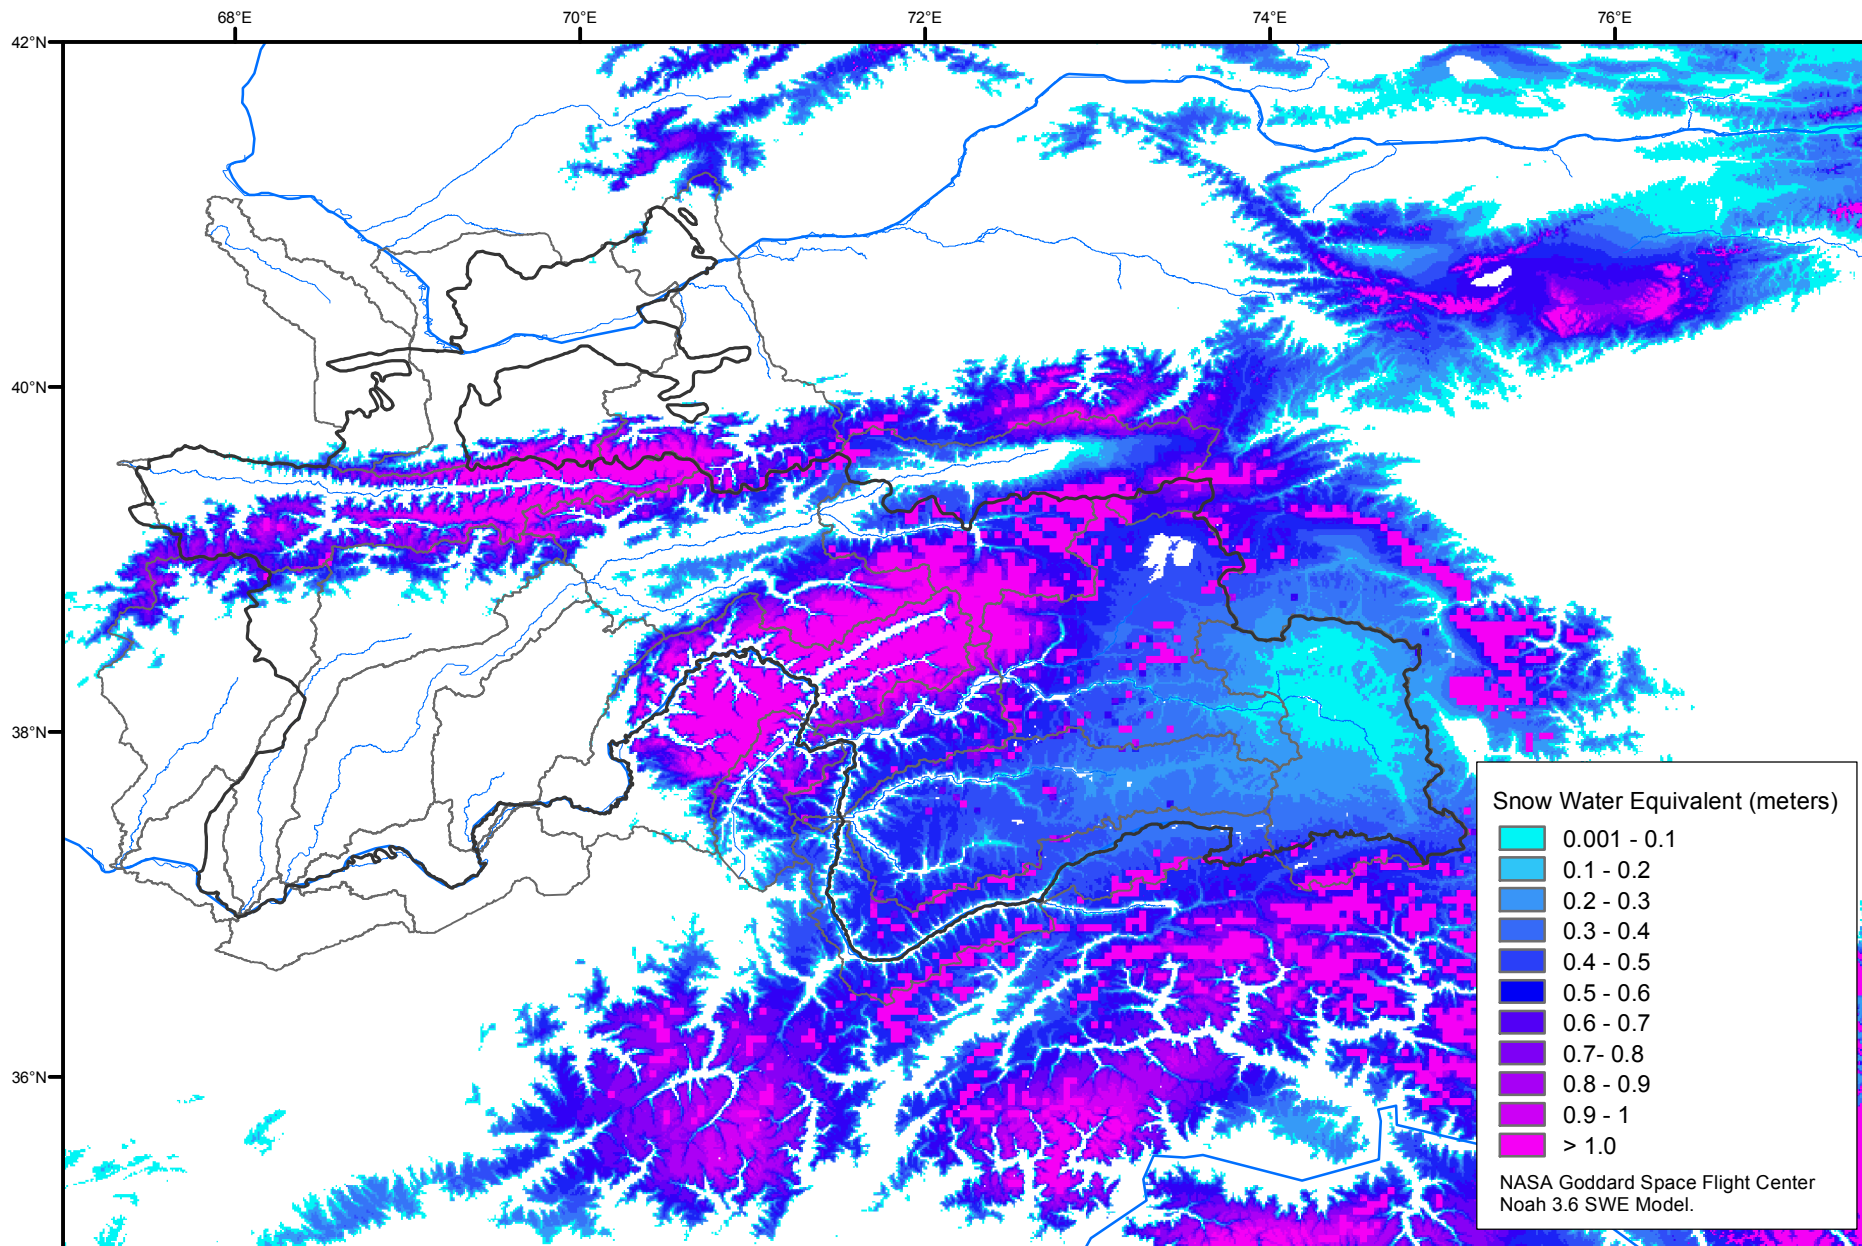 68°E 70°E 72°E 74°E 76°E
42°N
40°N
38°N
36°N
Snow Water Equivalent (meters)
0.001 - 0.1
0.1 - 0.2
0.2 - 0.3
0.3 - 0.4
0.4 - 0.5
0.5 - 0.6
0.6 - 0.7
0.7- 0.8
0.8 - 0.9
0.9 - 1
> 1.0
NASA Goddard Space Flight Center
Noah 3.6 SWE Model.